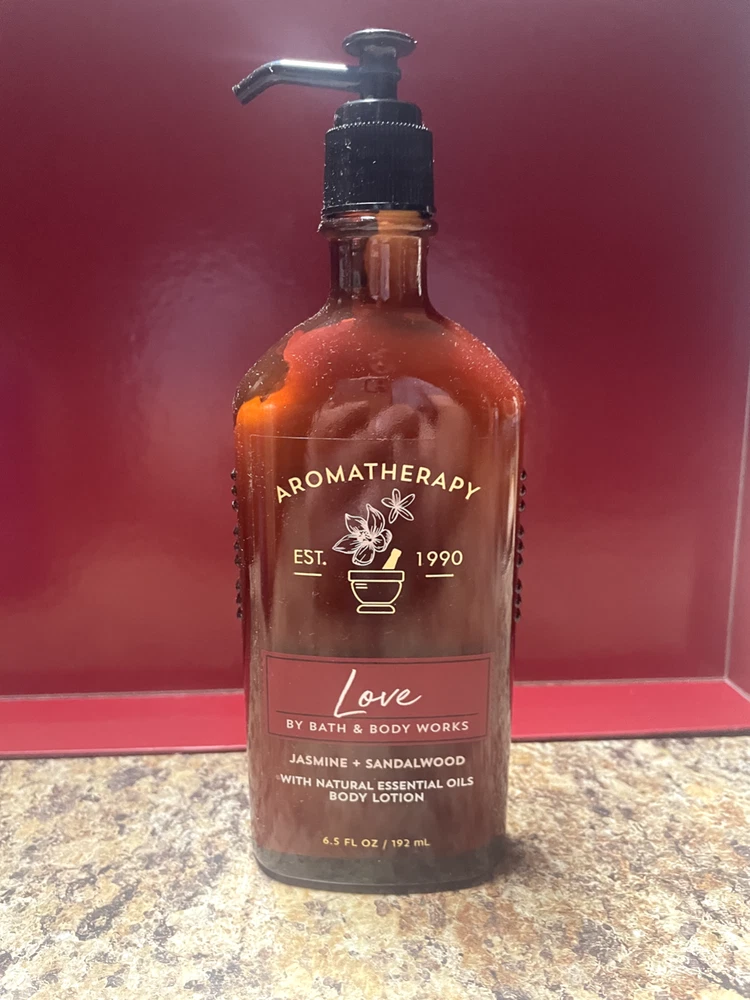 AROMATHERAPY
EST. 1990
Love
BY BATH & BODY WORKS
JASMINE + SANDALWOOD
WITH NATURAL ESSENTIAL OILS
BODY LOTION
6.5 FL OZ / 192 mL